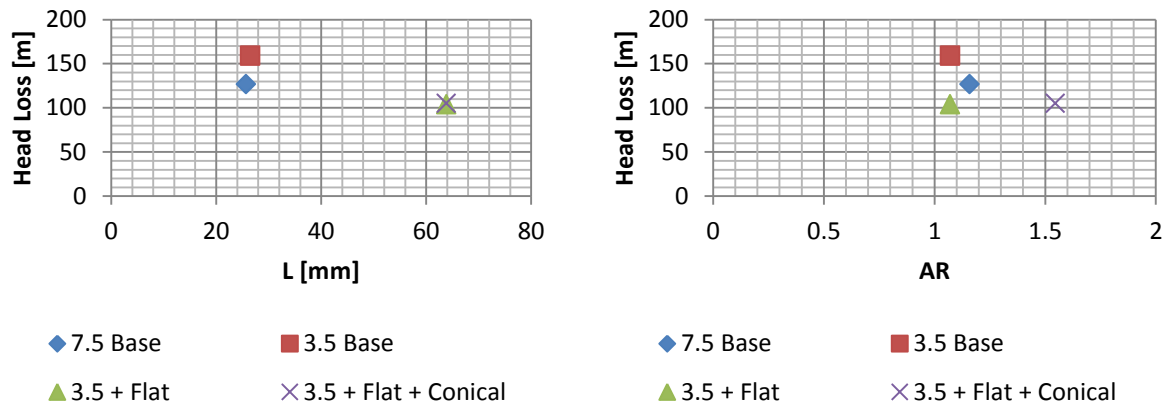 Head Loss [m]
200
150
100
50
0
0 20 40 60 80
L [mm]
7.5 Base 3.5 Base
3.5 + Flat 3.5 + Flat + Conical
Head Loss [m]
200
150
100
50
0
0 0.5 1 1.5 2
AR
7.5 Base 3.5 Base
3.5 + Flat 3.5 + Flat + Conical